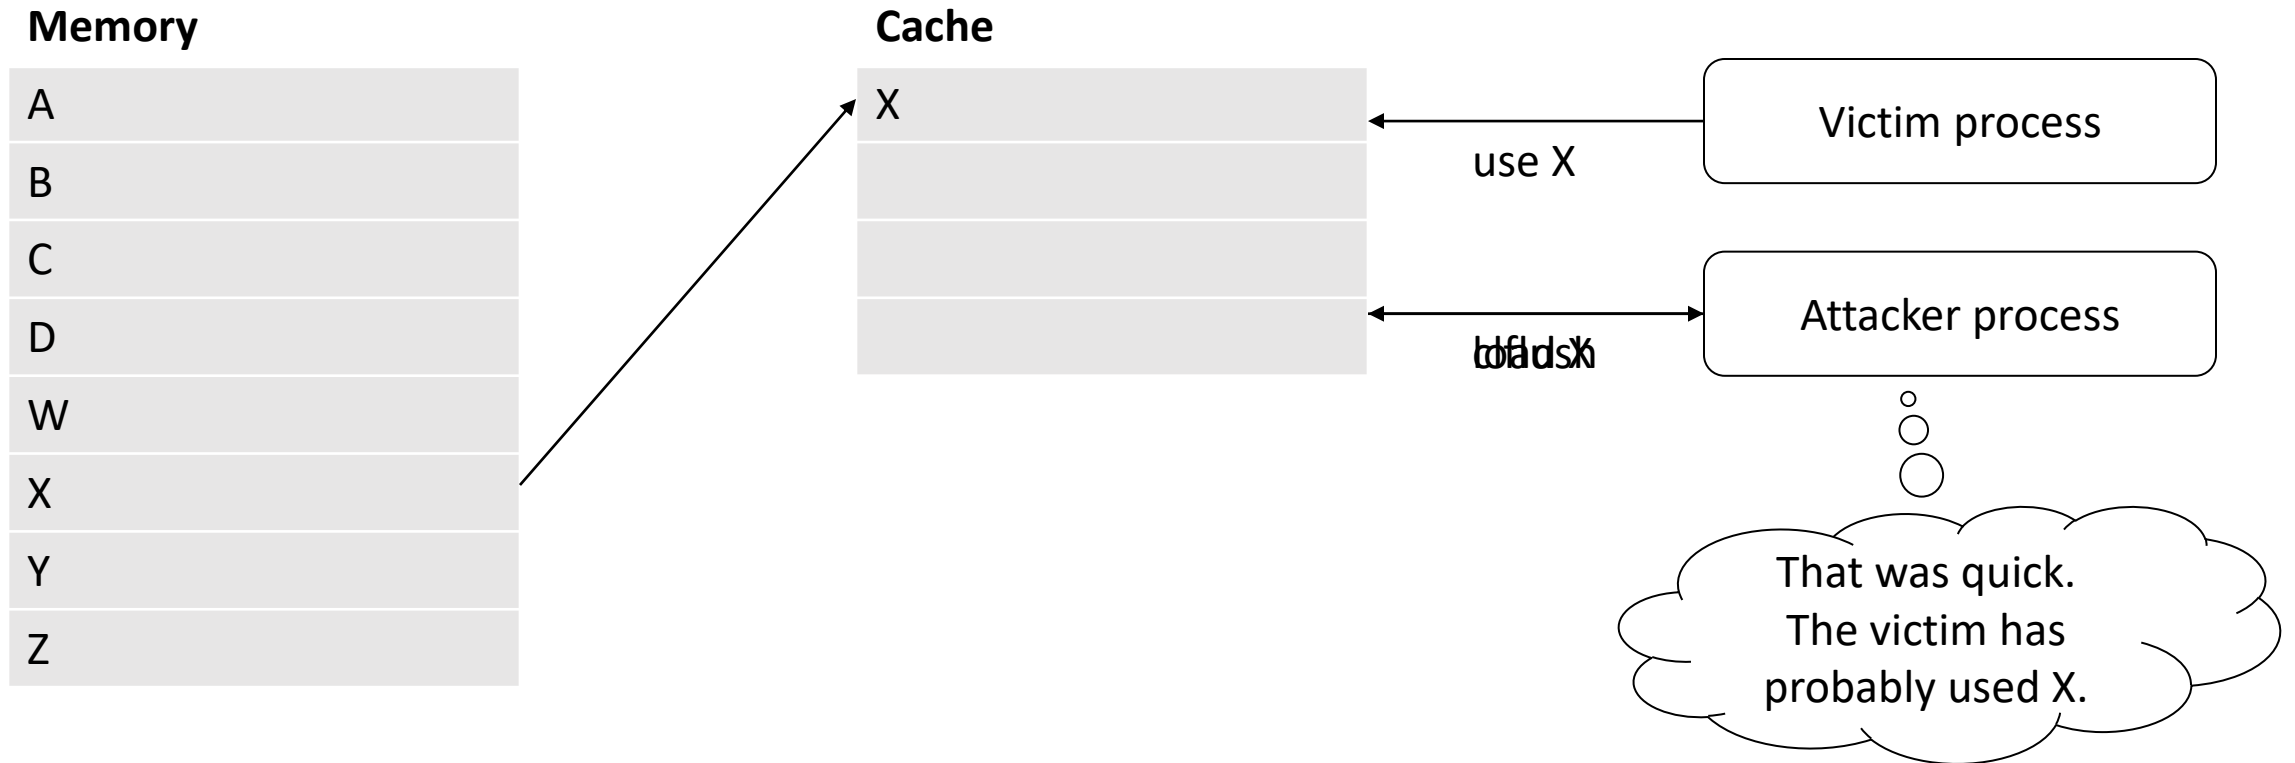 Memory
A
B
C
D
W
X
Y
Z
Cache
X
use X
Victim process
Attacker process
That was quick.
The victim has
probably used X.